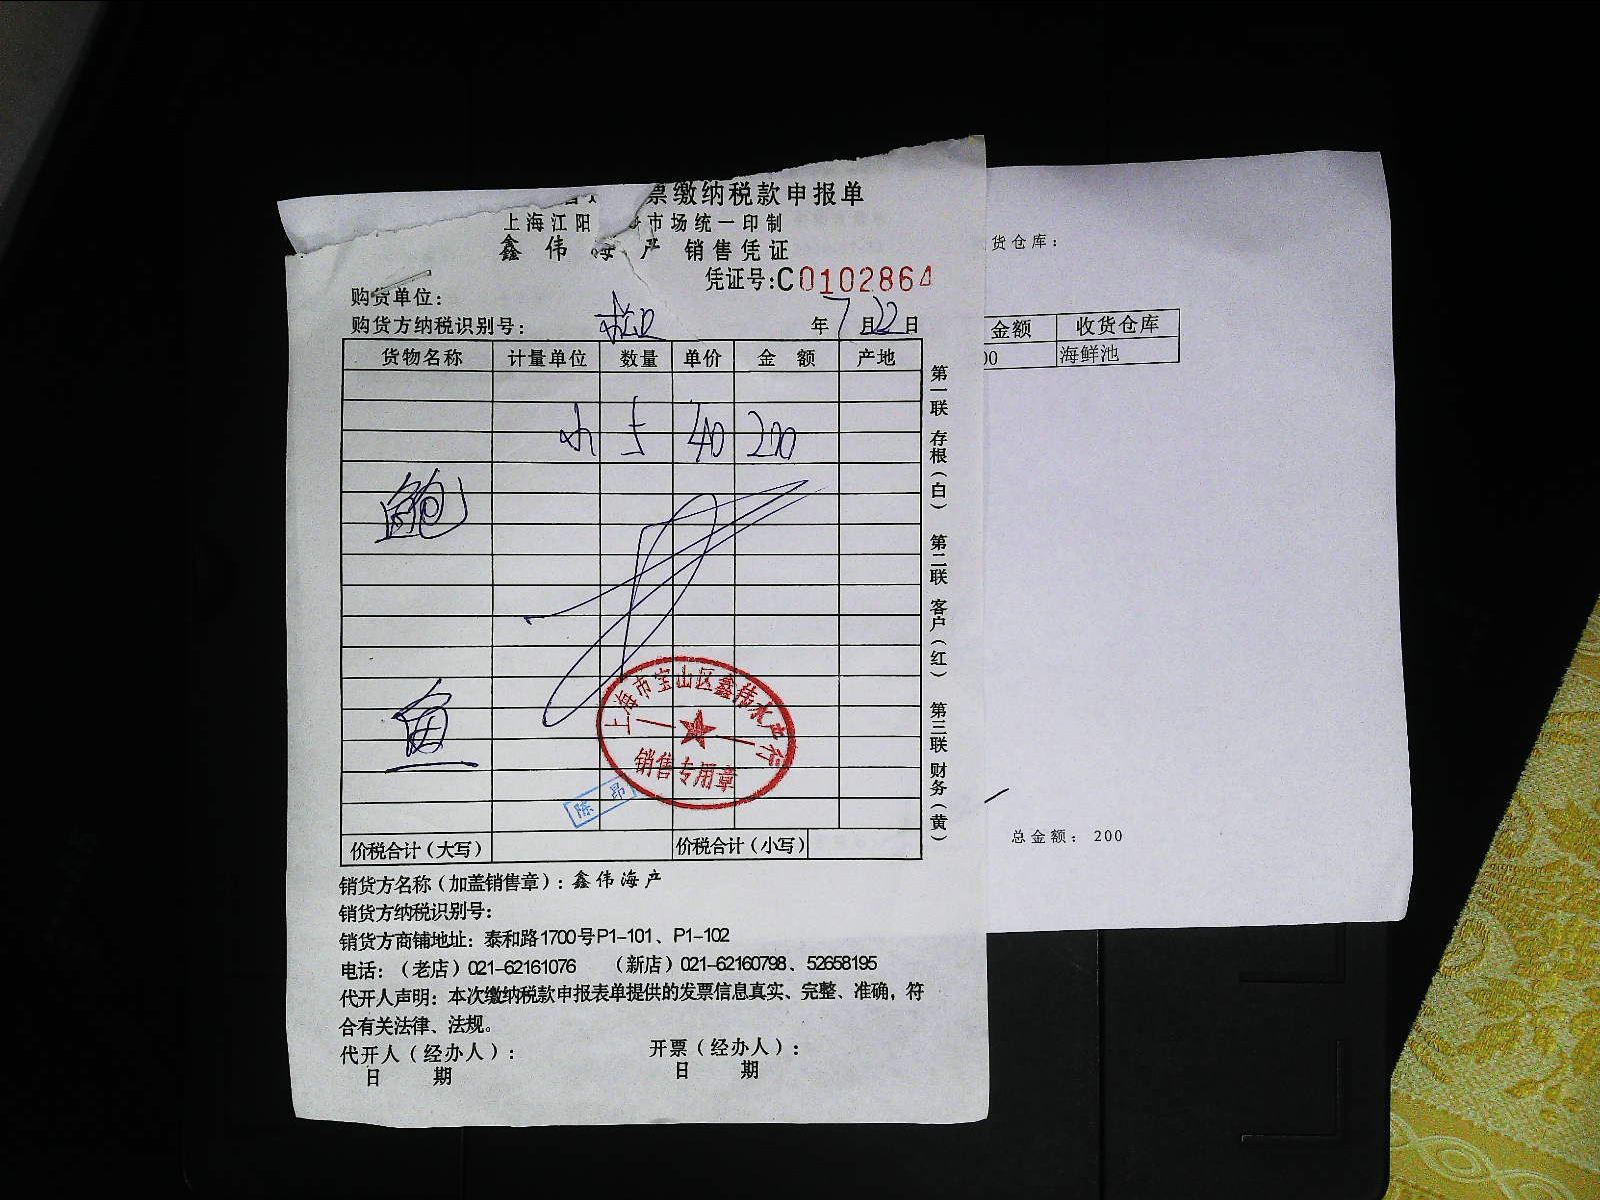 票缴纳税款申报单
上海江阳 市场统一印制
鑫伟海产 销售凭证
凭证号:C0102864
购货单位:
购货方纳税识别号: 年7月22日
货物名称 计量单位 数量 单价 金额 产地
5 40 200
鲍
鱼
上海市宝山区鑫伟水产行
销售专用章
陈昂
价税合计（大写） 价税合计（小写）
第一联 存根（白） 第二联 客户（红） 第三联 财务（黄）
销货方名称（加盖销售章）: 鑫伟海产
销货方纳税识别号:
销货方商铺地址: 泰和路1700号P1-101、P1-102
电话:（老店）021-62161076 （新店）021-62160798、52658195
代开人声明: 本次缴纳税款申报表单提供的发票信息真实、完整、准确，符
合有关法律、法规。
代开人（经办人）: 开票（经办人）:
日 期 日 期
货仓库:
金额 收货仓库
00 海鲜池
总金额: 200